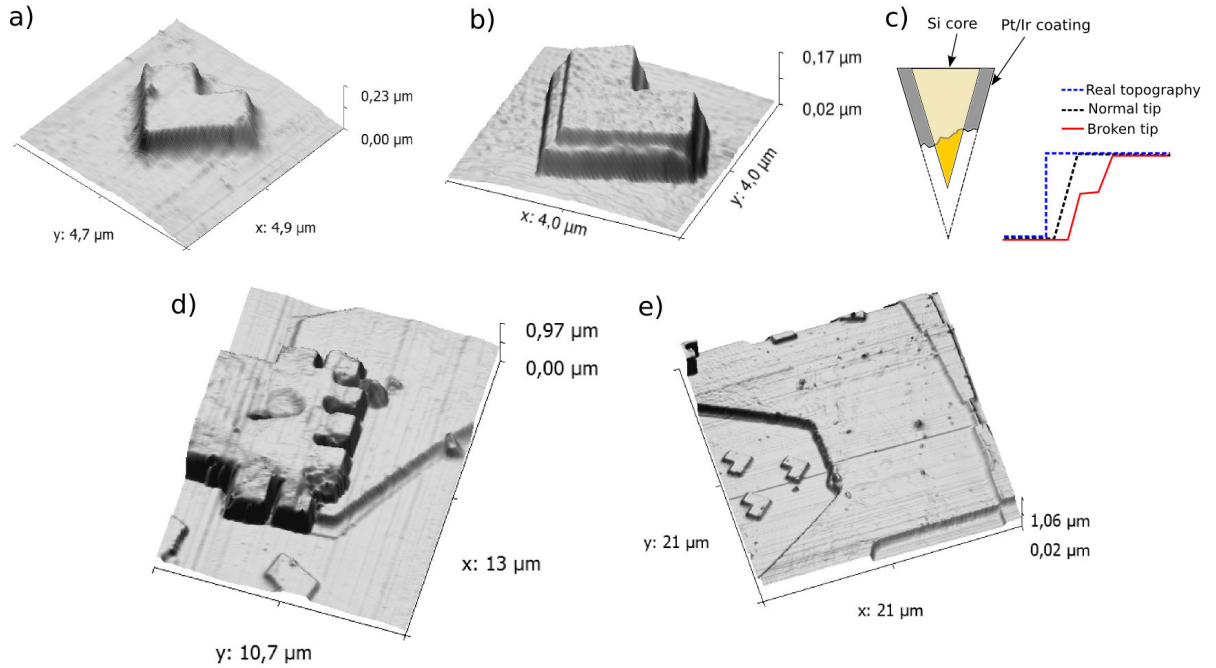 a)
0,23 µm
0,00 µm
y: 4,7 µm
x: 4,9 µm
b)
0,17 µm
0,02 µm
x: 4,0 µm
y: 4,0 µm
c)
Si core
Pt/Ir coating
Real topography
Normal tip
Broken tip
d)
0,97 µm
0,00 µm
x: 13 µm
y: 10,7 µm
e)
y: 21 µm
1,06 µm
0,02 µm
x: 21 µm